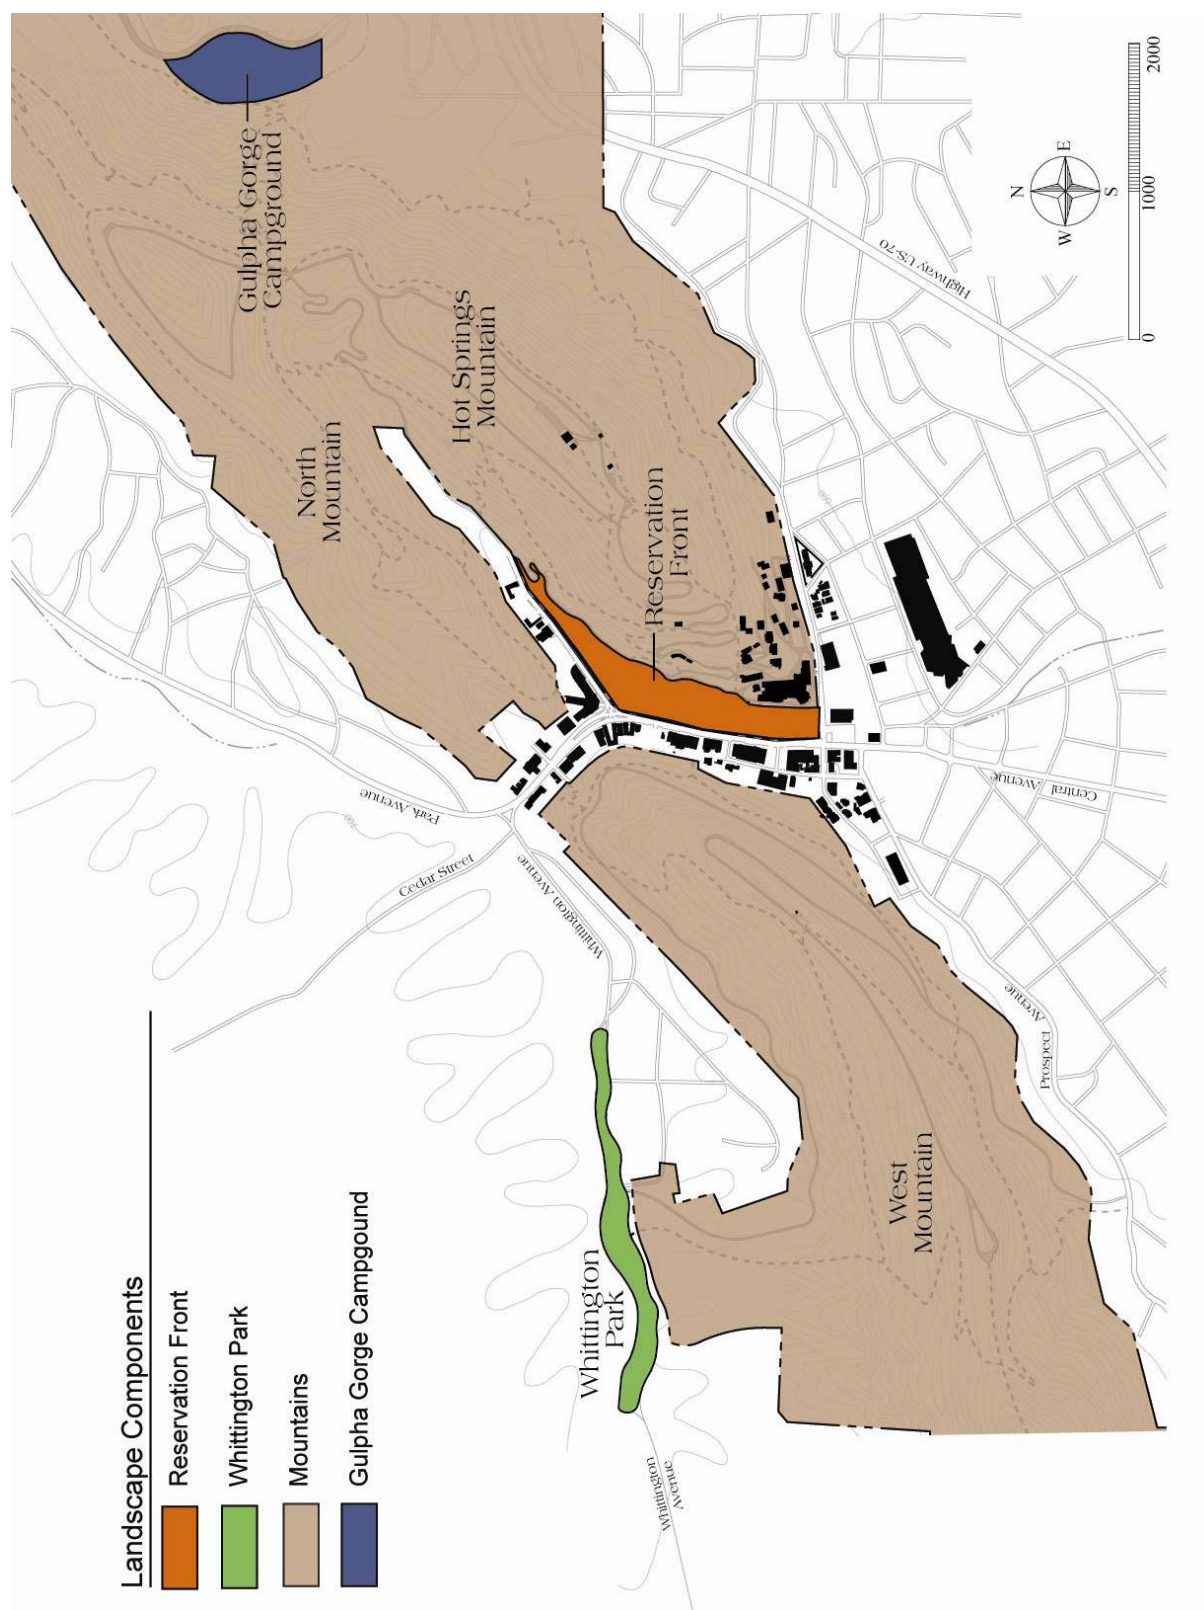 Landscape Components
Reservation Front
Whittington Park
Mountains
Gulpha Gorge Campgound
Gulpha Gorge
Campground
North
Mountain
Hot Springs
Mountain
Reservation
Front
West
Mountain
Whittington
Park
Park Avenue
Cedar Street
Whittington Avenue
Whittington
Avenue
Central
Avenue
Prospect Avenue
Highway US-70
N
E
S
W
0
1000
2000